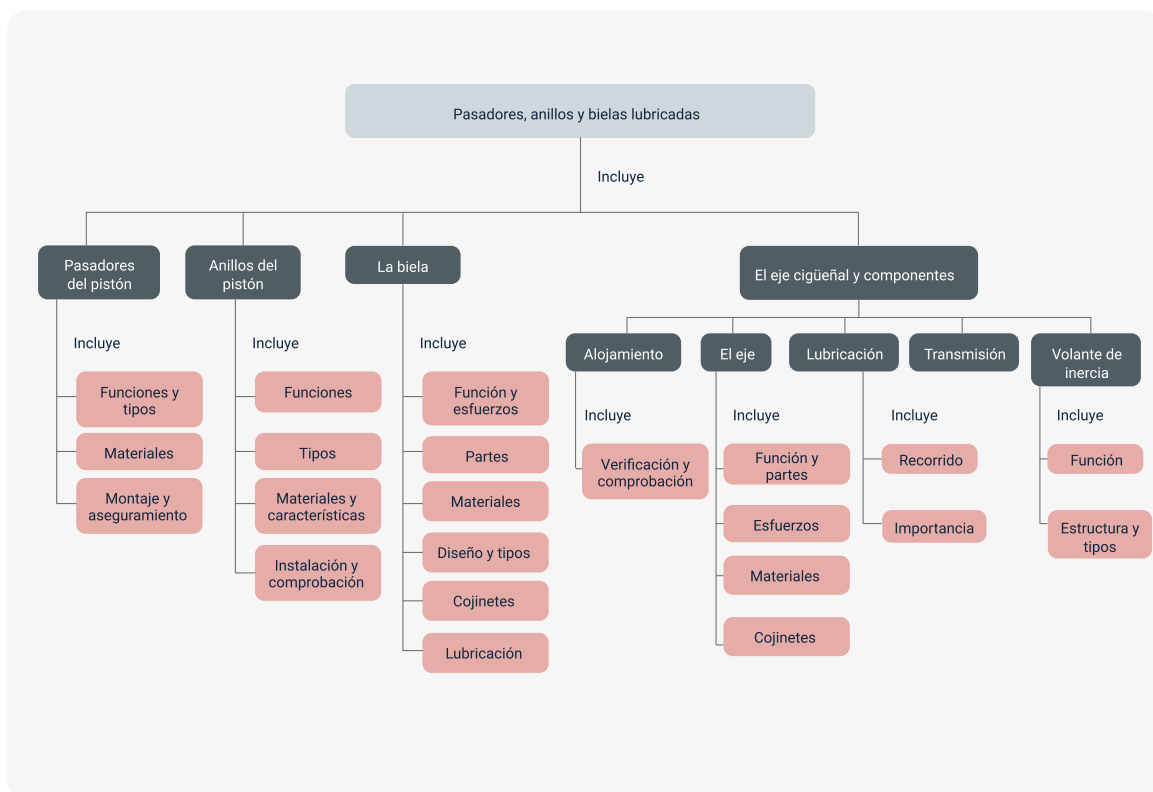 Pasadores, anillos y bielas lubricadas
Incluye
Pasadores
del pistón
Incluye
Funciones y
tipos
Materiales
Montaje y
aseguramiento
Anillos del
pistón
Incluye
Funciones
Tipos
Materiales y
características
Instalación y
comprobación
La biela
Incluye
Función y
esfuerzos
Partes
Materiales
Diseño y tipos
Cojinetes
Lubricación
El eje cigüeñal y componentes
Alojamiento
Incluye
Verificación y
comprobación
El eje
Incluye
Función y
partes
Esfuerzos
Materiales
Cojinetes
Lubricación
Incluye
Recorrido
Importancia
Transmisión
Volante de
inercia
Incluye
Función
Estructura y
tipos